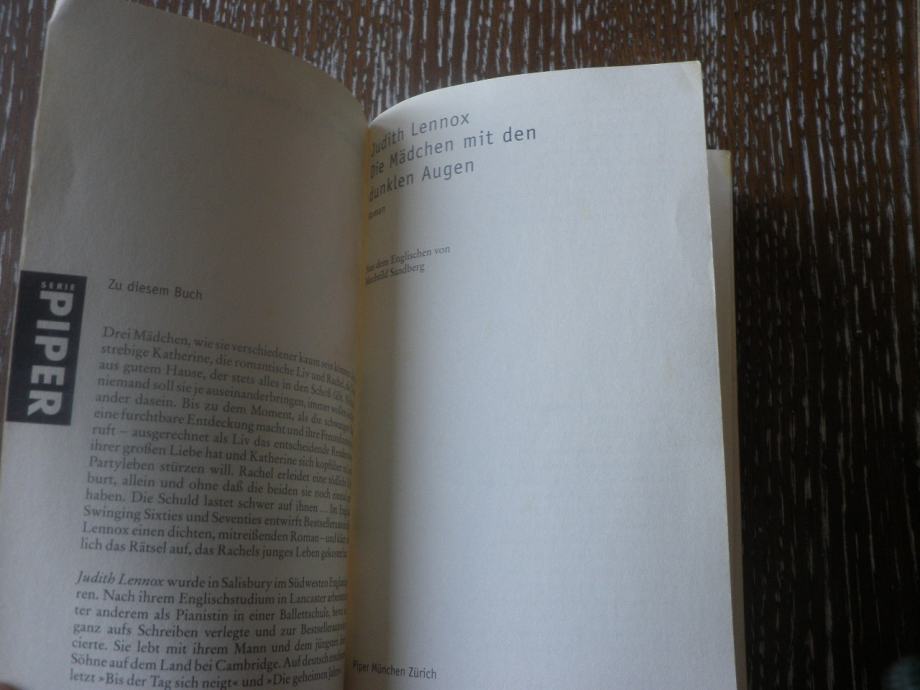 SERIE
PIPER
Zu diesem Buch
Drei Mädchen, wie sie verschiedener kaum sein
strebige Katherine, die romantische Liv und Rachel,
aus gutem Hause, der stets alles in den Schoß
niemand soll sie je auseinanderbringen, immer
ander dasein. Bis zu dem Moment, als die
eine furchtbare Entdeckung macht und ihre
ruft – ausgerechnet als Liv das entscheidende
ihrer großen Liebe hat und Katherine sich kopfüber
Partyleben stürzen will. Rachel erleidet eine
burt, allein und ohne daß die beiden sie noch
haben. Die Schuld lastet schwer auf ihnen ... Im
Swinging Sixties and Seventies entwirft
Lennox einen dichten, mitreißenden Roman – und
lich das Rätsel auf, das Rachels junges Leben
Judith Lennox wurde in Salisbury im Südwesten
ren. Nach ihrem Englischstudium in Lancaster
ter anderem als Pianistin in einer Ballettschule,
ganz aufs Schreiben verlegte und zur
cierte. Sie lebt mit ihrem Mann und dem jüngsten
Söhne auf dem Land bei Cambridge. Auf deutsch
letzt »Bis der Tag sich neigt« und »Die geheimen
Judith Lennox
Die Mädchen mit den
dunklen Augen
Roman
Aus dem Englischen von
Mechtild Sandberg
Piper München Zürich